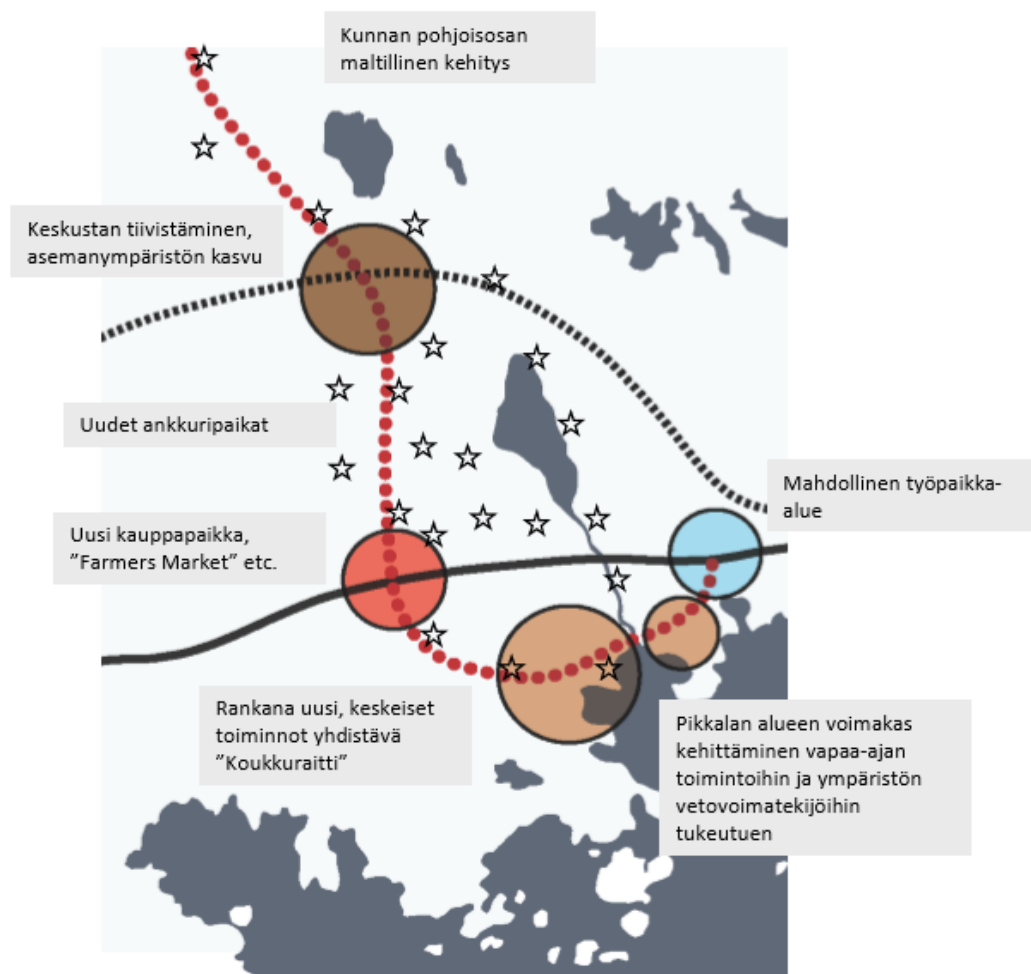 Kunnan pohjoisosan
maltillinen kehitys
Keskustan tiivistäminen,
asemanympäristön kasvu
Uudet ankkuripaikat
Mahdollinen työpaikka-
alue
Uusi kauppapaikka,
”Farmers Market” etc.
Rankana uusi, keskeiset
toiminnot yhdistävä
”Koukkuraitti”
Pikkalan alueen voimakas
kehittäminen vapaa-ajan
toimintoihin ja ympäristön
vetovoimatekijöihin
tukeutuen